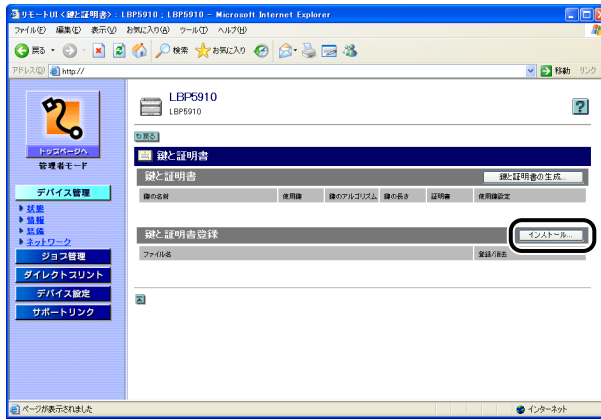 リモートUI <鍵と証明書> : LBP5910 ; LBP5910 - Microsoft Internet Explorer
ファイル(F) 編集(E) 表示(V) お気に入り(A) ツール(T) ヘルプ(H)
戻る 検索 お気に入り
アドレス(D) http:// 移動 リンク
LBP5910
LBP5910
戻る
トップページへ
管理者モード
鍵と証明書
鍵と証明書 鍵と証明書の生成...
鍵の名前 使用鍵 鍵のアルゴリズム 鍵の長さ 証明書 使用鍵設定
デバイス管理
状態
情報
装備
ネットワーク
鍵と証明書登録 インストール...
ファイル名 登録/消去
ジョブ管理
ダイレクトプリント
デバイス設定
サポートリンク
ページが表示されました インターネット